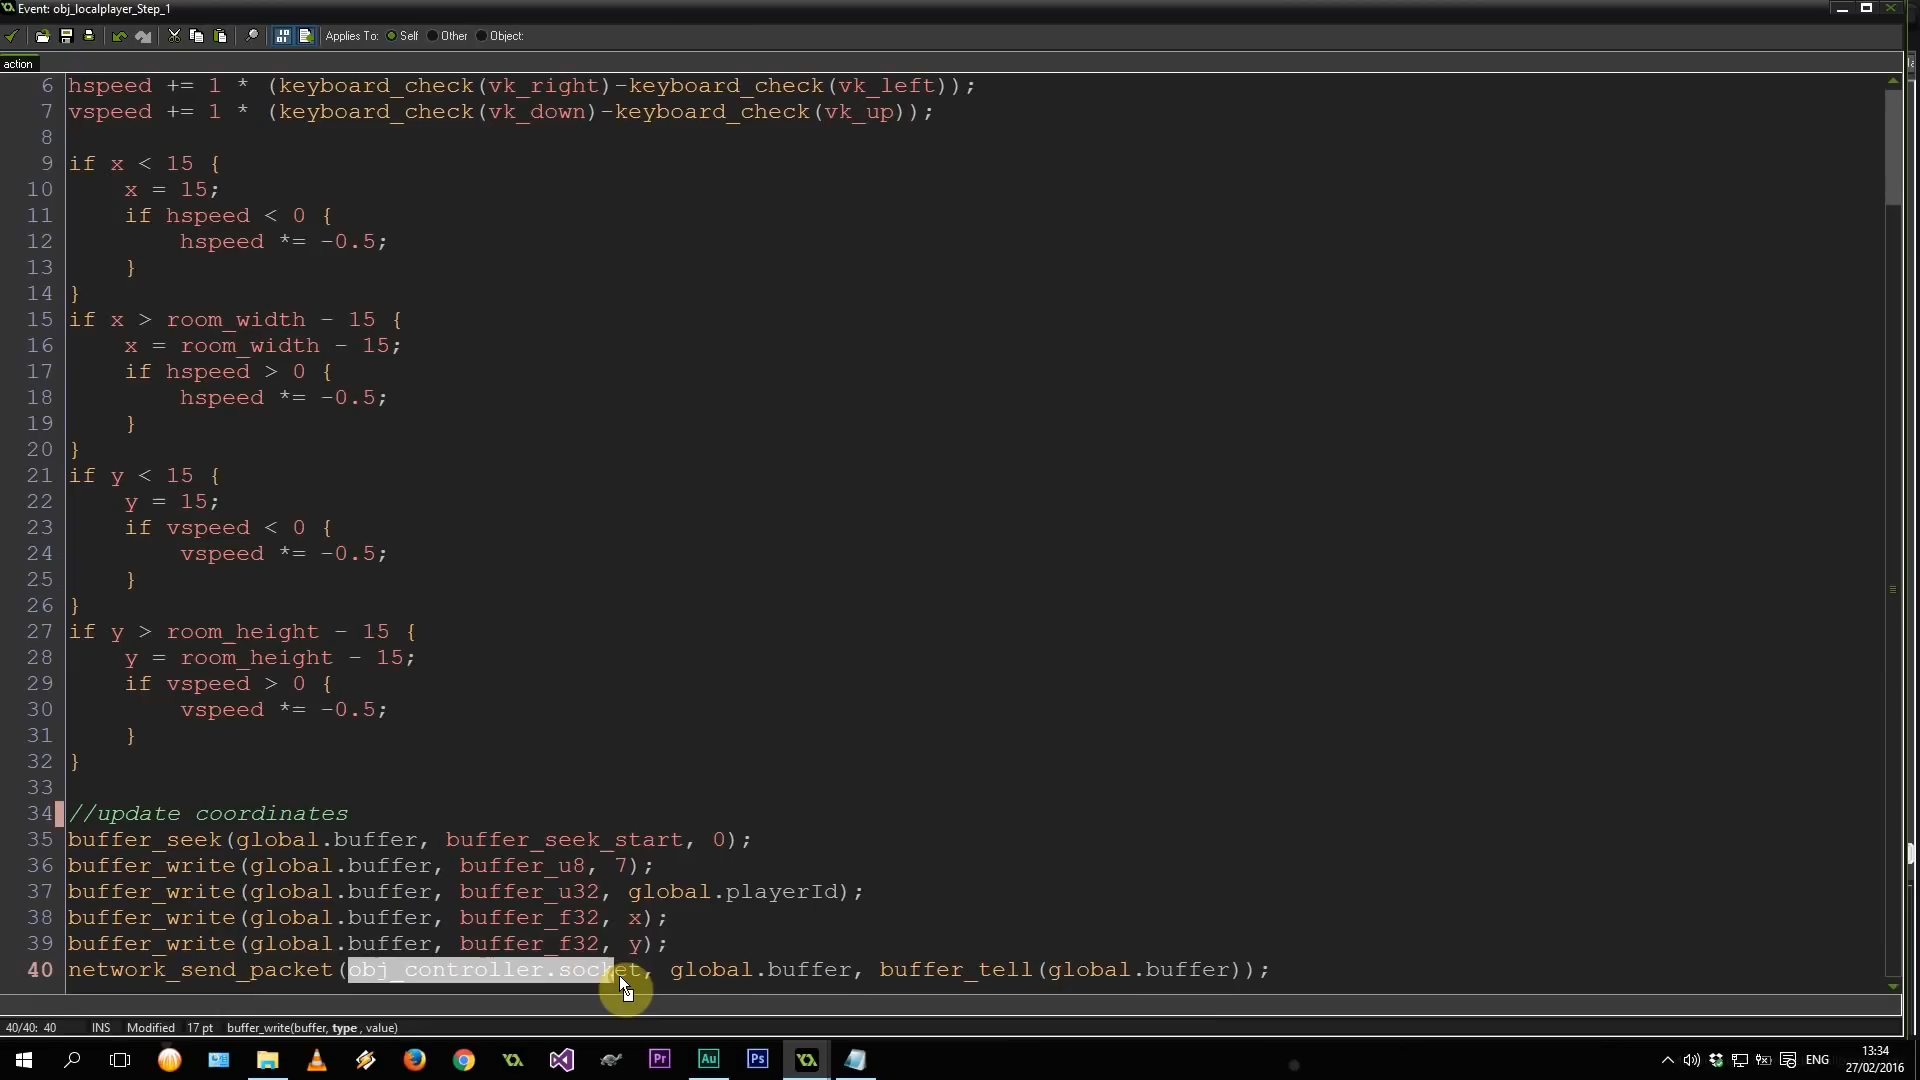 Event: obj_localplayer_Step_1
Applies To: Self Other Object:
action
6 hspeed += 1 * (keyboard_check(vk_right)-keyboard_check(vk_left));
7 vspeed += 1 * (keyboard_check(vk_down)-keyboard_check(vk_up));
8
9 if x < 15 {
10 x = 15;
11 if hspeed < 0 {
12 hspeed *= -0.5;
13 }
14 }
15 if x > room_width - 15 {
16 x = room_width - 15;
17 if hspeed > 0 {
18 hspeed *= -0.5;
19 }
20 }
21 if y < 15 {
22 y = 15;
23 if vspeed < 0 {
24 vspeed *= -0.5;
25 }
26 }
27 if y > room_height - 15 {
28 y = room_height - 15;
29 if vspeed > 0 {
30 vspeed *= -0.5;
31 }
32 }
33
34 //update coordinates
35 buffer_seek(global.buffer, buffer_seek_start, 0);
36 buffer_write(global.buffer, buffer_u8, 7);
37 buffer_write(global.buffer, buffer_u32, global.playerId);
38 buffer_write(global.buffer, buffer_f32, x);
39 buffer_write(global.buffer, buffer_f32, y);
40 network_send_packet(obj_controller.socket, global.buffer, buffer_tell(global.buffer));
40/40: 40 INS Modified 17 pt buffer_write(buffer, type , value)
Pr Au Ps ENG 13:34
27/02/2016